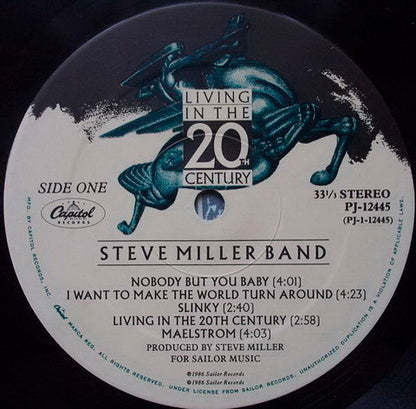 LIVING
IN THE
20TH
CENTURY
SIDE ONE
33⅓ STEREO
PJ-12445
(PJ-1-12445)
Capitol
RECORDS
STEVE MILLER BAND
NOBODY BUT YOU BABY (4:01)
I WANT TO MAKE THE WORLD TURN AROUND (4:23)
SLINKY (2:40)
LIVING IN THE 20TH CENTURY (2:58)
MAELSTROM (4:03)
PRODUCED BY STEVE MILLER
FOR SAILOR MUSIC
℗1986 Sailor Records
©1986 Sailor Records
MFG. BY CAPITOL RECORDS, INC. Capitol MARCA REG. ALL RIGHTS RESERVED. UNAUTHORIZED DUPLICATION IS A VIOLATION OF APPLICABLE LAWS.
UNDER LICENSE FROM SAILOR RECORDS.